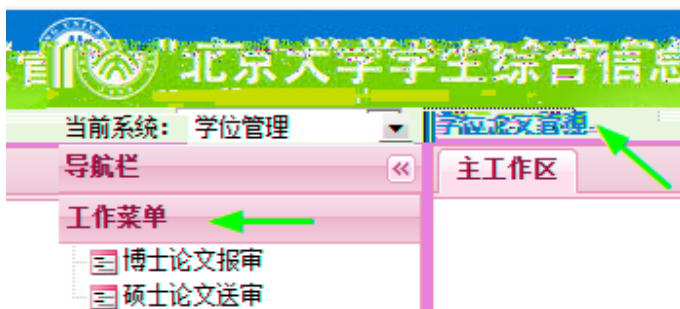 北京大学学生综合信息
当前系统： 学位管理 学位论文管理
导航栏
主工作区
工作菜单
博士论文报审
硕士论文送审